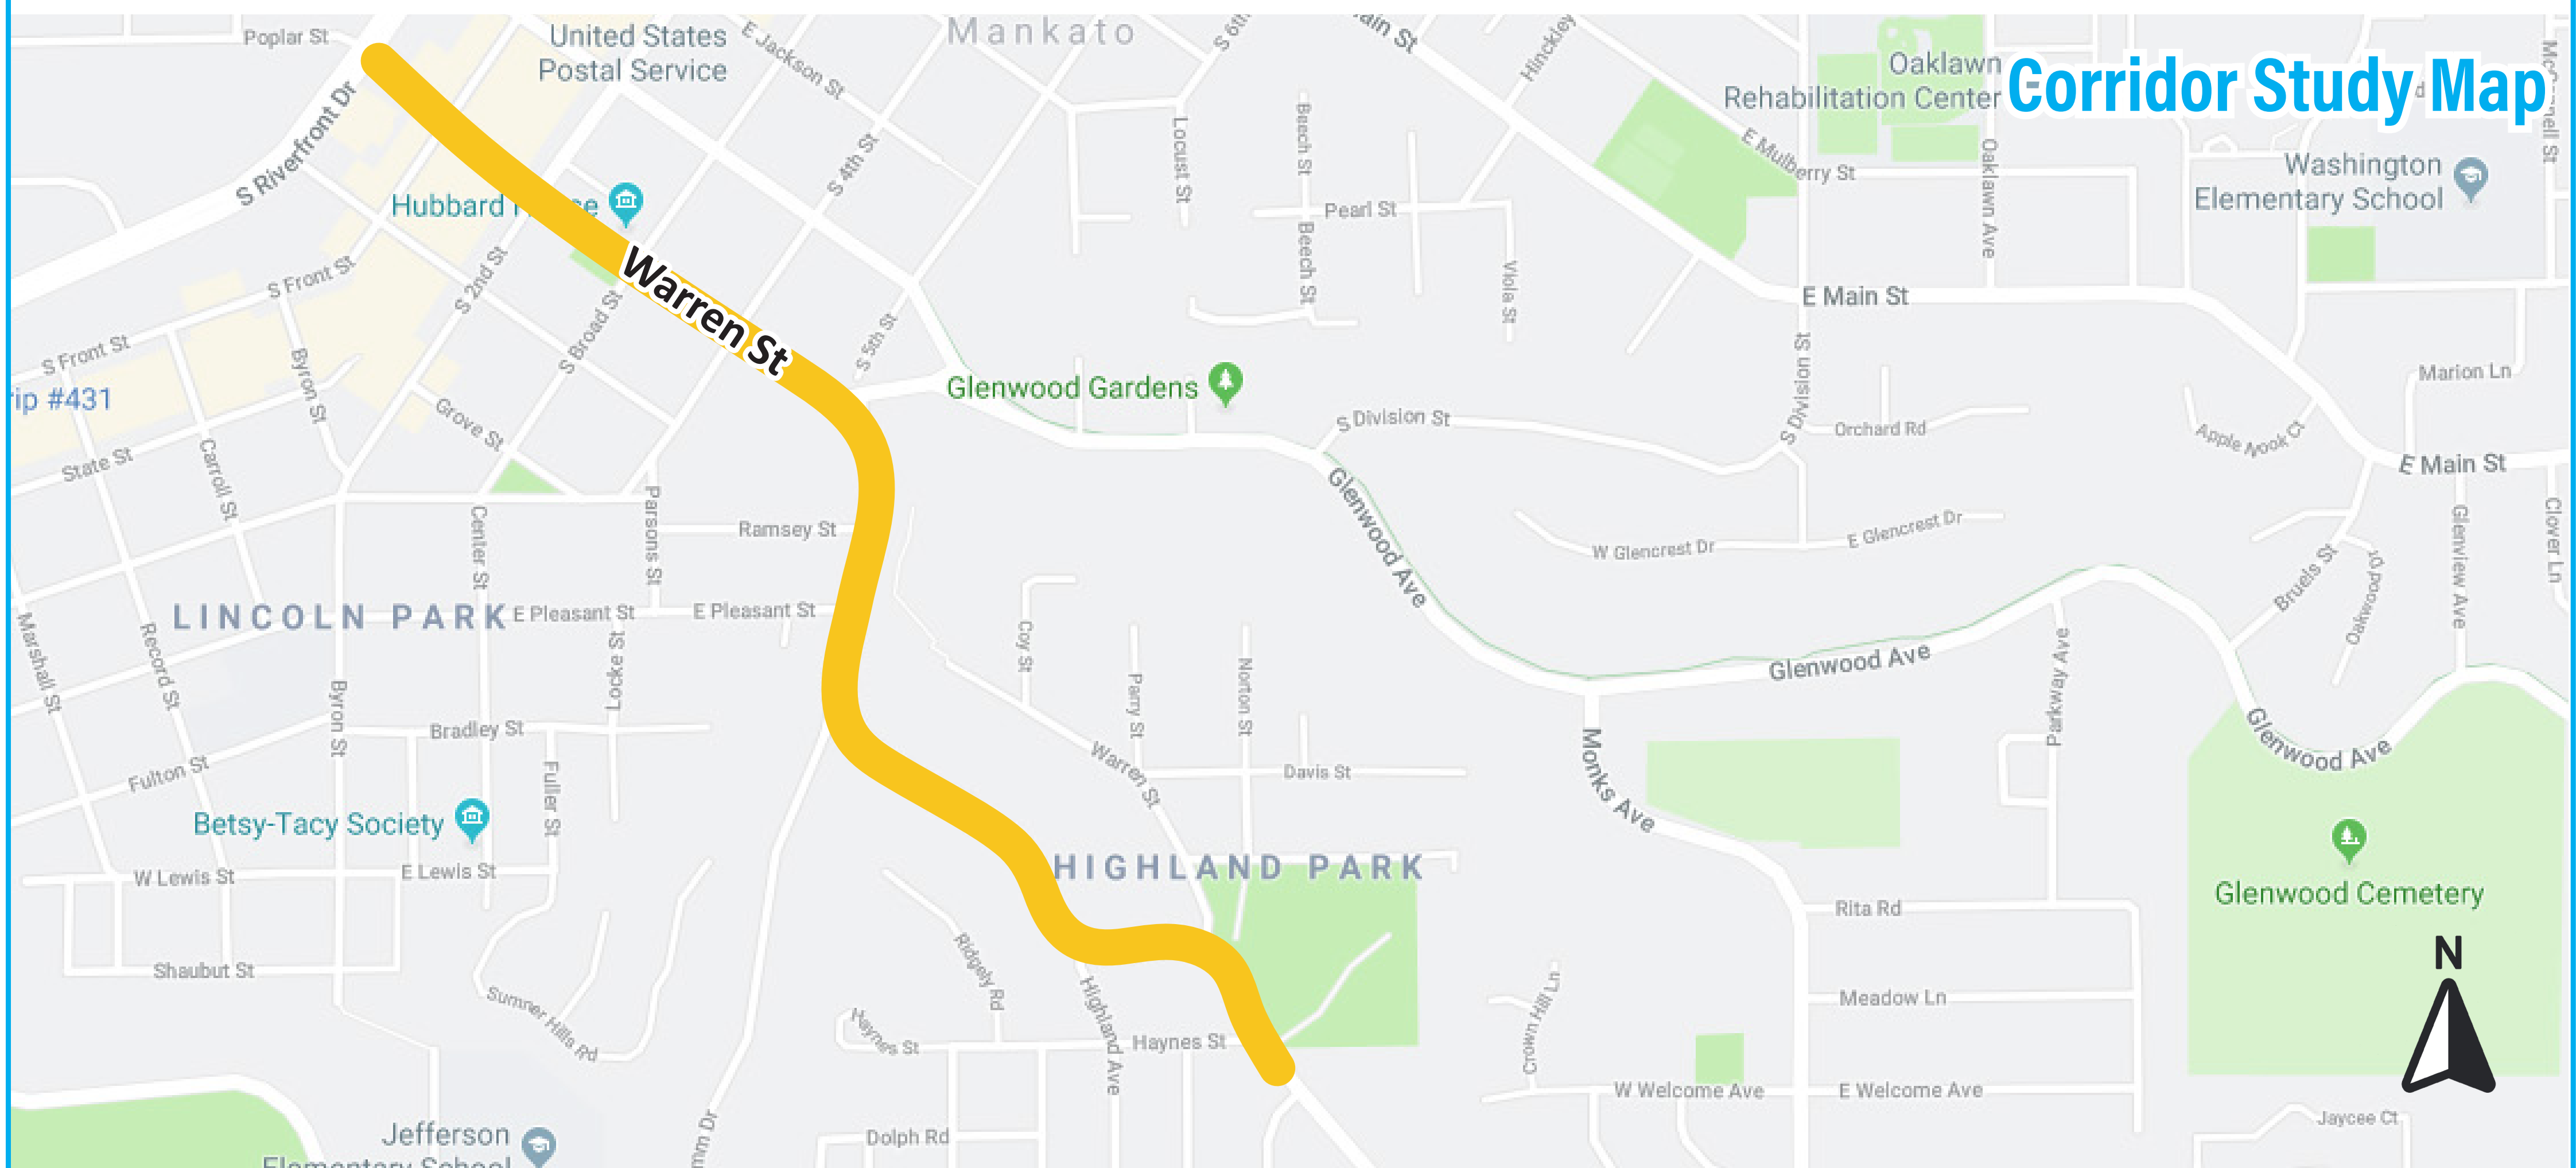 Corridor Study Map
Poplar St
United States
Postal Service
E Jackson St
Mankato
Hinckley
Oaklawn
Rehabilitation Center
S Riverfront Dr
Hubbard
S 4th St
Locust St
Beech St
Pearl St
E Mulberry St
Oaklawn Ave
Washington
Elementary School
S Front St
S 2nd St
Warren St
S Broad St
S 5th St
Beech St
Viola St
E Main St
S Front St
Byron St
Glenwood Gardens
S Division St
Marion Ln
#431
Grove St
S Division St
Orchard Rd
Apple Nook Ct
E Main St
State St
Carroll St
Center St
Parsons St
Ramsey St
Glenwood Ave
W Glencrest Dr
E Glencrest Dr
Glenview Ave
Clover Ln
Bruels St
Oakwood Dr
LINCOLN PARK
E Pleasant St
E Pleasant St
Marshall St
Record St
Byron St
Locke St
Coy St
Parry St
Norton St
Glenwood Ave
Parkway Ave
Glenwood Ave
Bradley St
Fulton St
Fuller St
Warren St
Davis St
Monks Ave
Betsy-Tacy Society
W Lewis St
E Lewis St
HIGHLAND PARK
Glenwood Cemetery
Rita Rd
Shaubut St
Sumner Hills Rd
Ridgely Rd
Highland Ave
Haynes St
Haynes St
Crown Hill Ln
Meadow Ln
N
W Welcome Ave
E Welcome Ave
Jaycee Ct
Jefferson
Elementary School
Dolph Rd